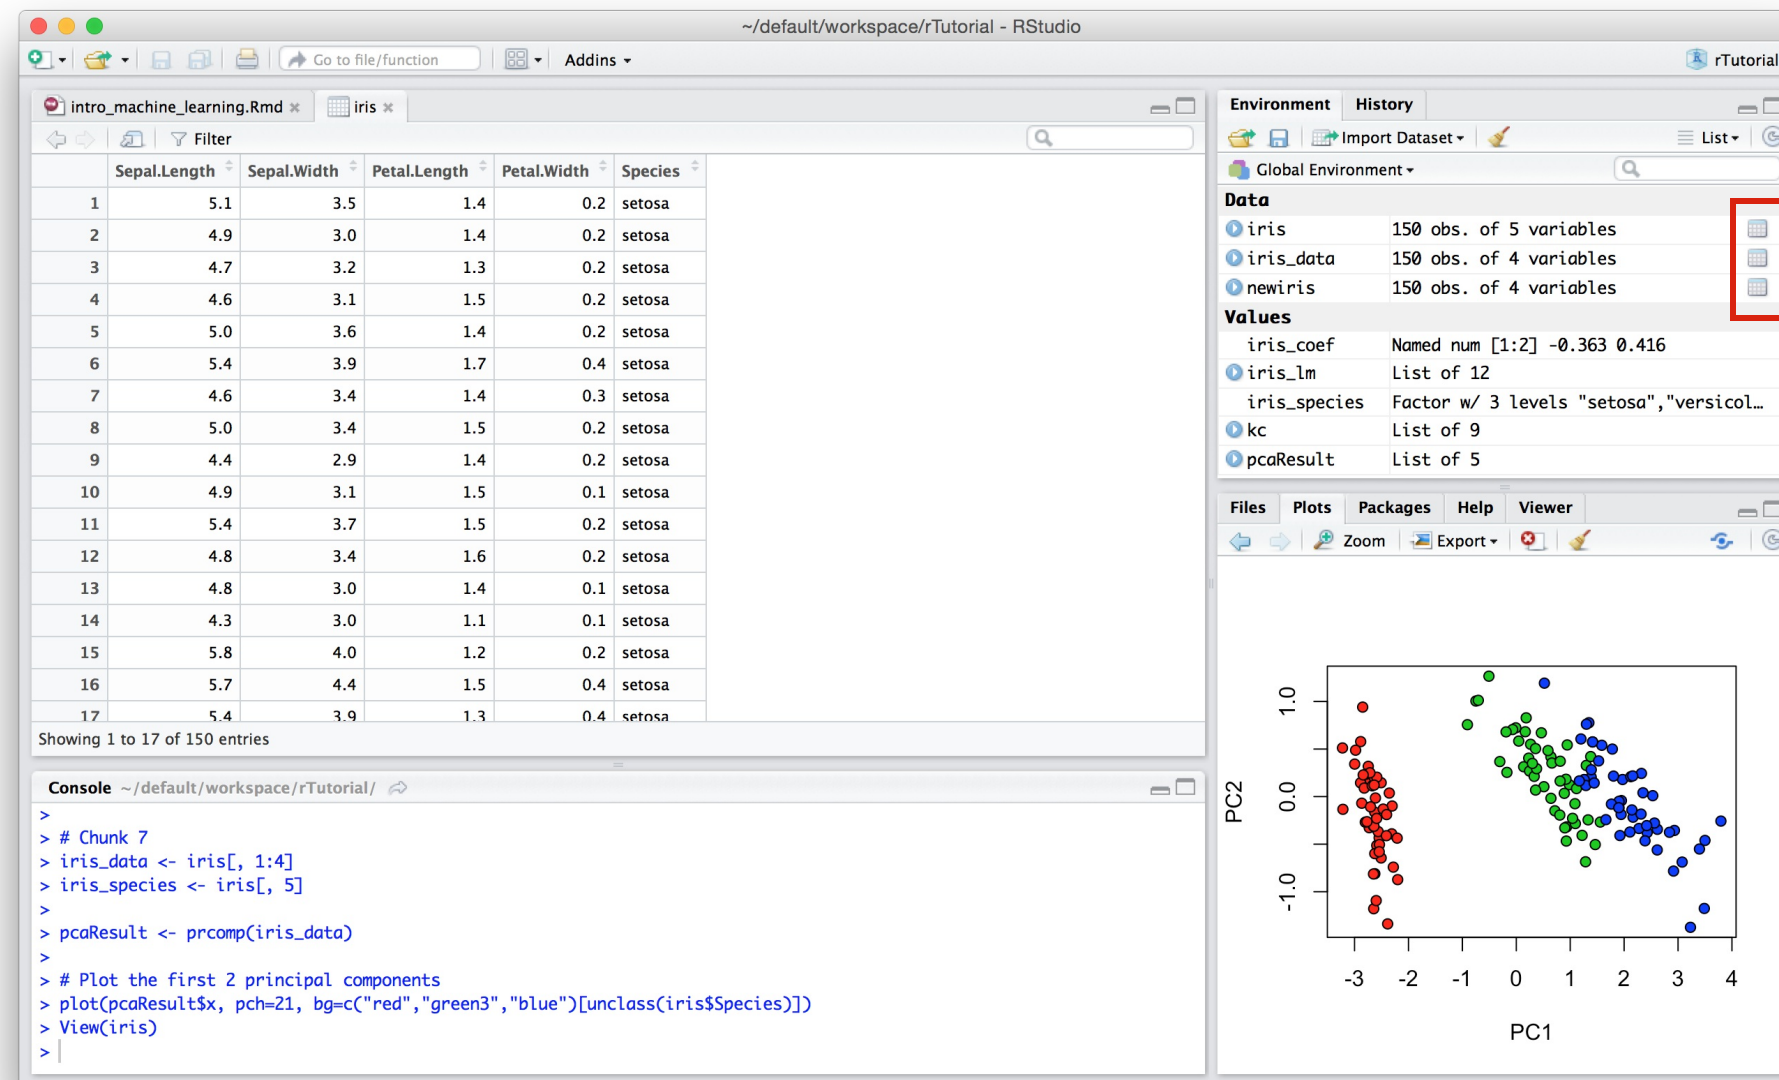 ~/default/workspace/rTutorial - RStudio
Go to file/function
Addins
rTutorial
intro_machine_learning.Rmd
iris
Filter
Sepal.Length Sepal.Width Petal.Length Petal.Width Species
1 5.1 3.5 1.4 0.2 setosa
2 4.9 3.0 1.4 0.2 setosa
3 4.7 3.2 1.3 0.2 setosa
4 4.6 3.1 1.5 0.2 setosa
5 5.0 3.6 1.4 0.2 setosa
6 5.4 3.9 1.7 0.4 setosa
7 4.6 3.4 1.4 0.3 setosa
8 5.0 3.4 1.5 0.2 setosa
9 4.4 2.9 1.4 0.2 setosa
10 4.9 3.1 1.5 0.1 setosa
11 5.4 3.7 1.5 0.2 setosa
12 4.8 3.4 1.6 0.2 setosa
13 4.8 3.0 1.4 0.1 setosa
14 4.3 3.0 1.1 0.1 setosa
15 5.8 4.0 1.2 0.2 setosa
16 5.7 4.4 1.5 0.4 setosa
17 5.4 3.9 1.3 0.4 setosa
Showing 1 to 17 of 150 entries
Console ~/default/workspace/rTutorial/
>
> # Chunk 7
> iris_data <- iris[, 1:4]
> iris_species <- iris[, 5]
>
> pcaResult <- prcomp(iris_data)
>
> # Plot the first 2 principal components
> plot(pcaResult$x, pch=21, bg=c("red","green3","blue")[unclass(iris$Species)])
> View(iris)
>
Environment History
Import Dataset List
Global Environment
Data
iris 150 obs. of 5 variables
iris_data 150 obs. of 4 variables
newiris 150 obs. of 4 variables
Values
iris_coef Named num [1:2] -0.363 0.416
iris_lm List of 12
iris_species Factor w/ 3 levels "setosa","versicol…
kc List of 9
pcaResult List of 5
Files Plots Packages Help Viewer
Zoom Export
1.0
0.0
-1.0
PC2
-3 -2 -1 0 1 2 3 4
PC1